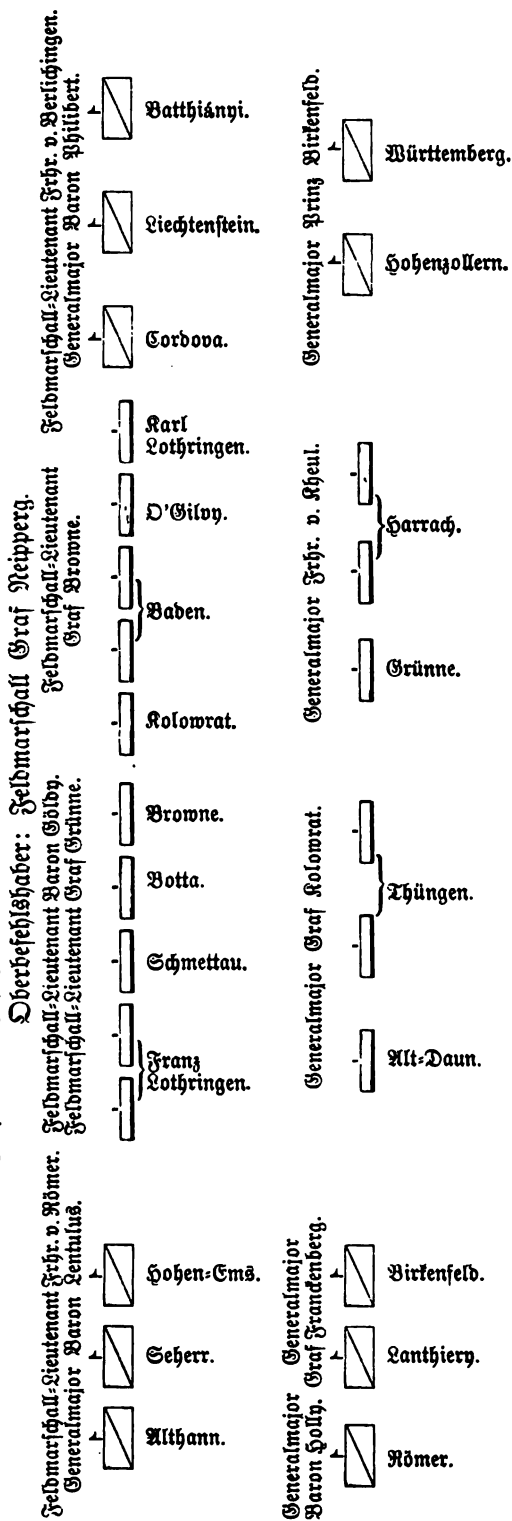 Oberbefehlshaber: Feldmarschall Graf Neipperg.
Feldmarschall-Lieutenant Frhr. v. Römer.
Generalmajor Baron Lentulus.
Feldmarschall-Lieutenant Baron Göldy.
Feldmarschall-Lieutenant Graf Grünne.
Feldmarschall-Lieutenant
Graf Browne.
Feldmarschall-Lieutenant Frhr. v. Berlichingen.
Generalmajor Baron Philibert.
Batthiányi.
Liechtenstein.
Cordova.
Karl
Lothringen.
O'Gilvy.
Baden.
Kolowrat.
Browne.
Botta.
Schmettau.
Franz
Lothringen.
Hohen-Ems.
Seherr.
Althann.
Generalmajor Prinz Birkenfeld.
Generalmajor Frhr. v. Kheul.
Generalmajor Graf Kolowrat.
Generalmajor
Graf Franckenberg.
Generalmajor
Baron Holly.
Württemberg.
Hohenzollern.
Harrach.
Grünne.
Thüngen.
Alt-Daun.
Birkenfeld.
Lanthiery.
Römer.